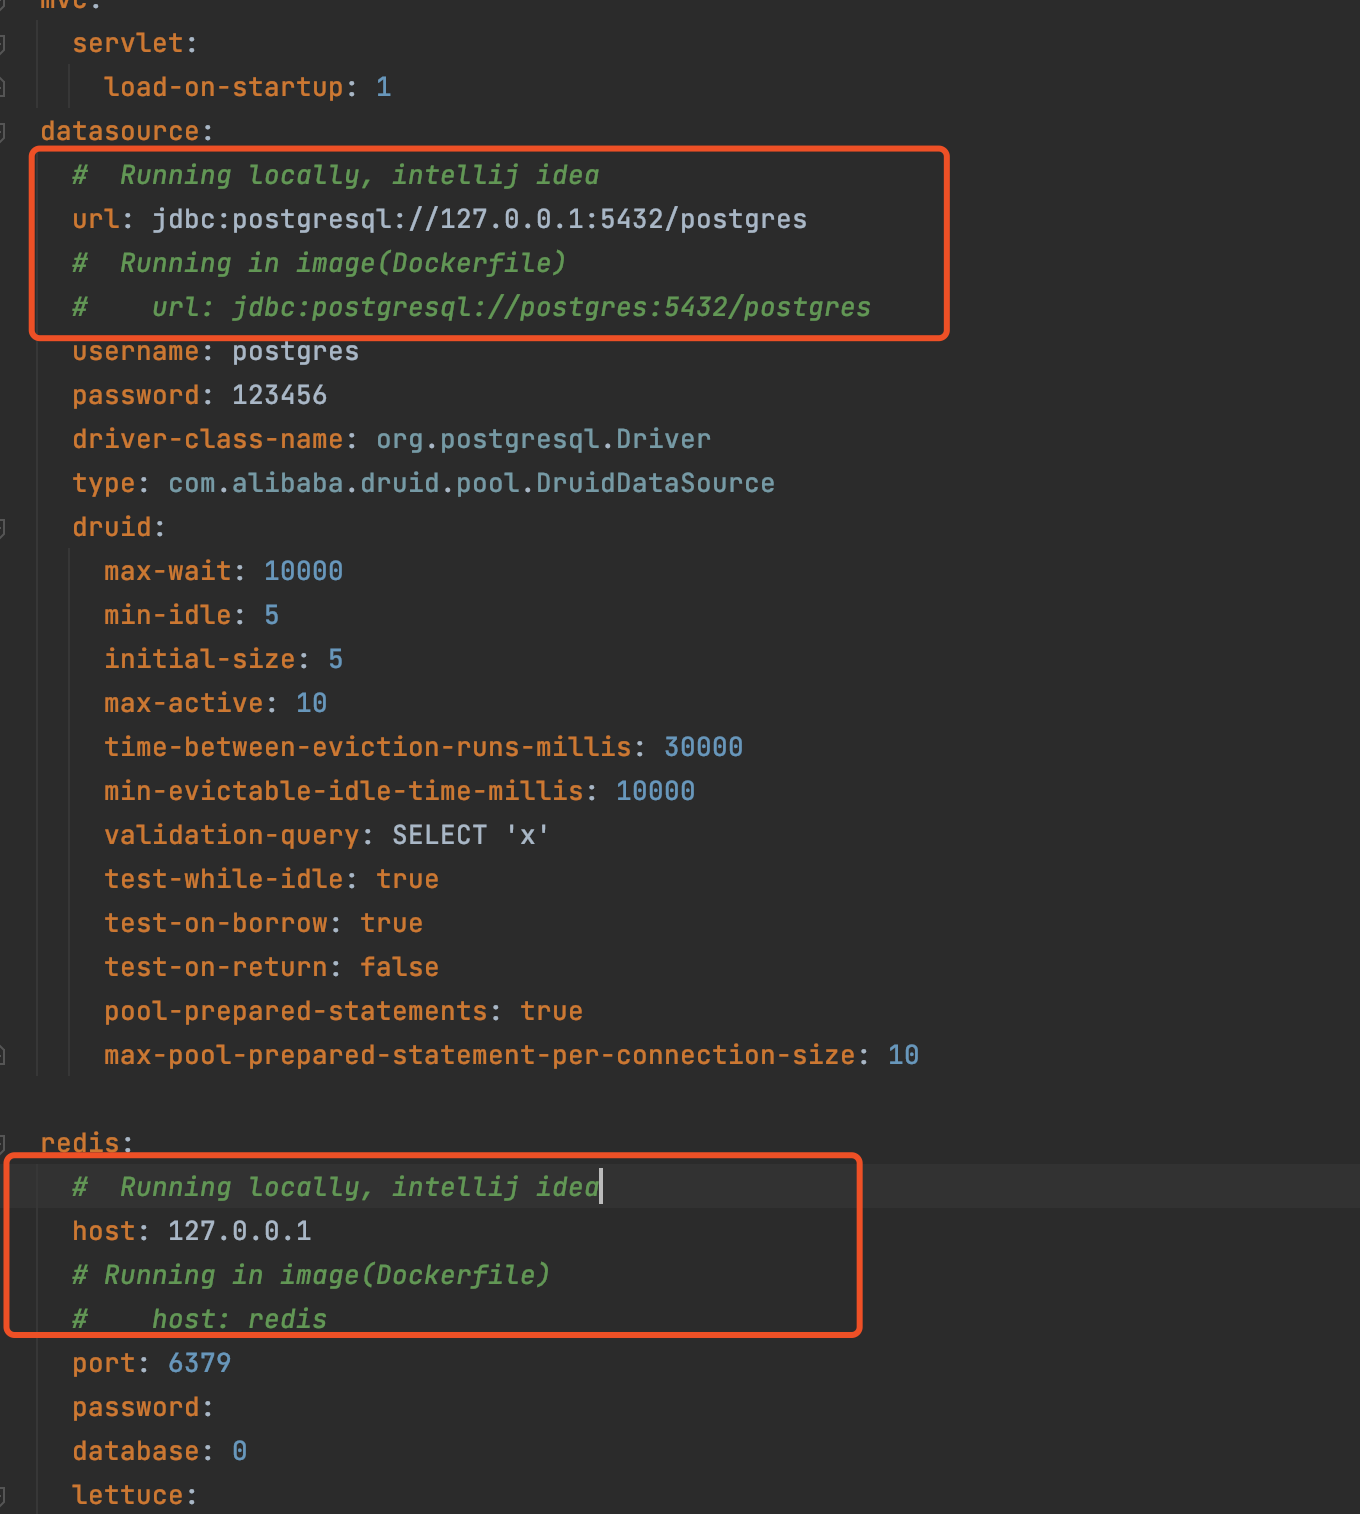 mvc:
servlet:
load-on-startup: 1
datasource:
#  Running locally, intellij idea
url: jdbc:postgresql://127.0.0.1:5432/postgres
#  Running in image(Dockerfile)
#    url: jdbc:postgresql://postgres:5432/postgres
username: postgres
password: 123456
driver-class-name: org.postgresql.Driver
type: com.alibaba.druid.pool.DruidDataSource
druid:
max-wait: 10000
min-idle: 5
initial-size: 5
max-active: 10
time-between-eviction-runs-millis: 30000
min-evictable-idle-time-millis: 10000
validation-query: SELECT 'x'
test-while-idle: true
test-on-borrow: true
test-on-return: false
pool-prepared-statements: true
max-pool-prepared-statement-per-connection-size: 10
redis:
#  Running locally, intellij idea
host: 127.0.0.1
# Running in image(Dockerfile)
#    host: redis
port: 6379
password:
database: 0
lettuce: